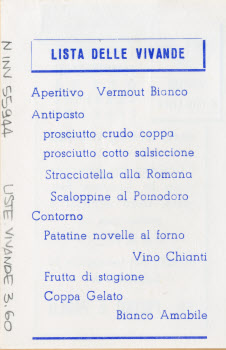 LISTA DELLE VIVANDE
Aperitivo Vermout Bianco
Antipasto
prosciutto crudo coppa
prosciutto cotto salsiccione
Stracciatella alla Romana
Scaloppine al Pomodoro
Contorno
Patatine novelle al forno
Vino Chianti
Frutta di stagione
Coppa Gelato
Bianco Amabile
N INV 55944
LISTE VIVANDE 3.60